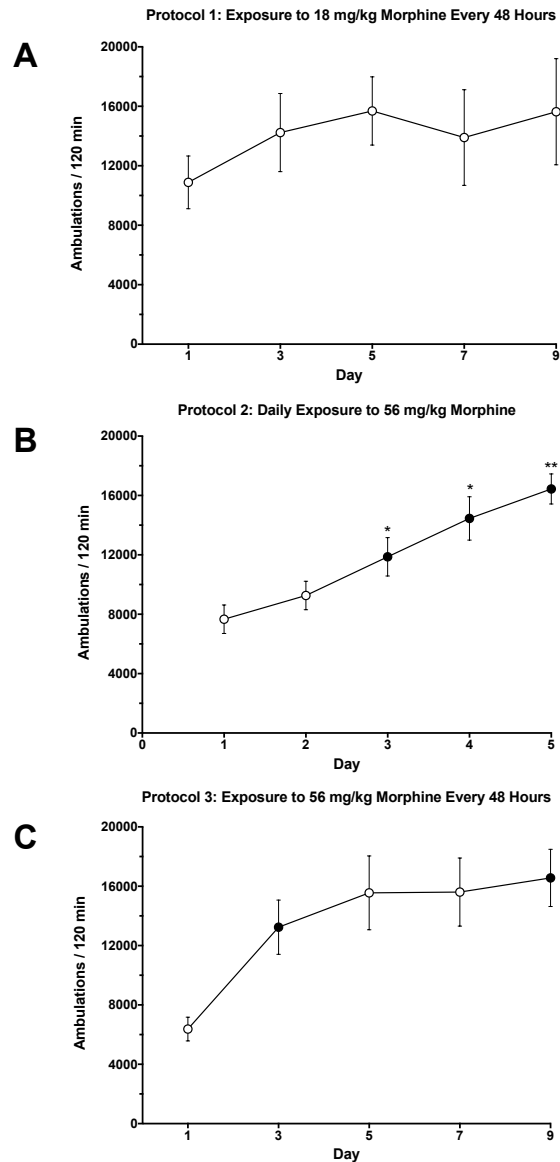 Protocol 1: Exposure to 18 mg/kg Morphine Every 48 Hours
A
20000
16000
12000
8000
4000
0
Ambulations / 120 min
1 3 5 7 9
Day
Protocol 2: Daily Exposure to 56 mg/kg Morphine
B
20000
16000
12000
8000
4000
0
Ambulations / 120 min
* * **
0 1 2 3 4 5
Day
Protocol 3: Exposure to 56 mg/kg Morphine Every 48 Hours
C
20000
16000
12000
8000
4000
0
Ambulations / 120 min
1 3 5 7 9
Day